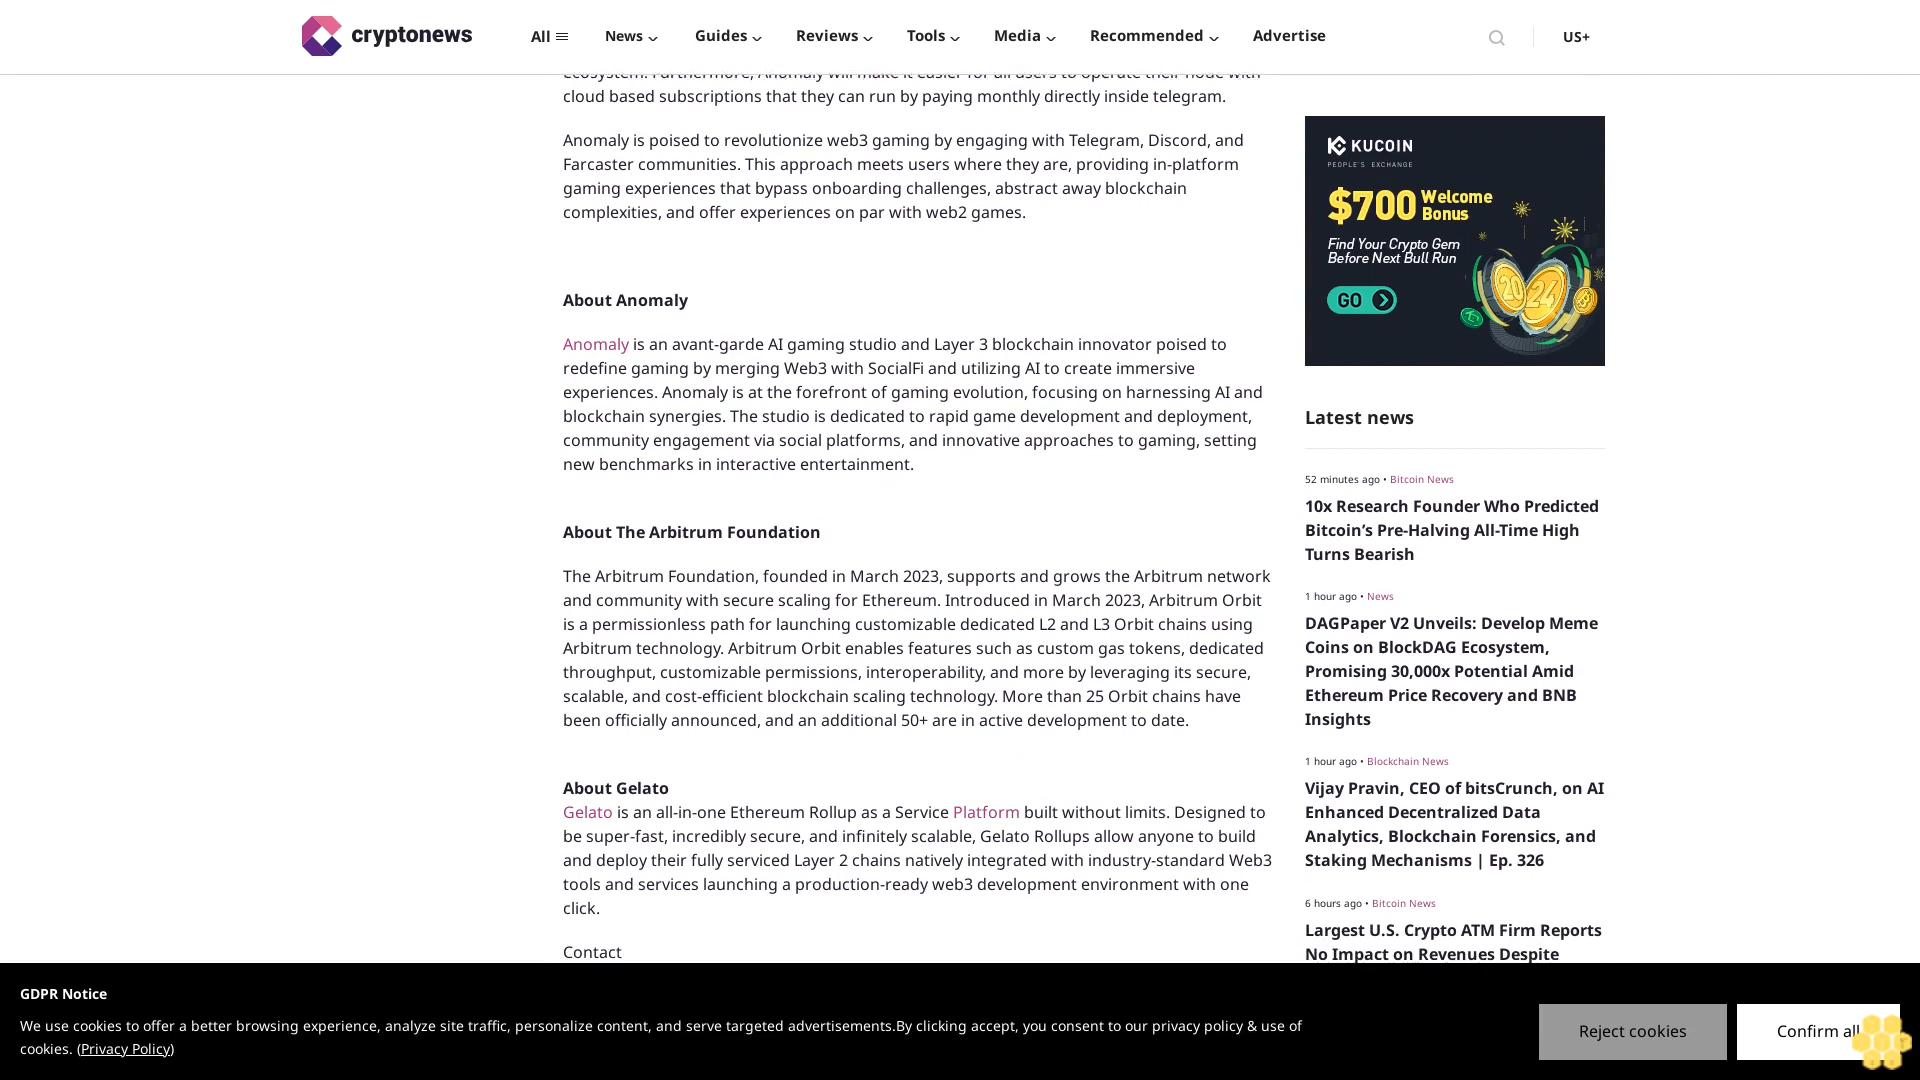 cryptonews
All
News
Guides
Reviews
Tools
Media
Recommended
Advertise
US+
Ecosystem. Furthermore, Anomaly will make it easier for all users to operate their node with
cloud based subscriptions that they can run by paying monthly directly inside telegram.
Anomaly is poised to revolutionize web3 gaming by engaging with Telegram, Discord, and
Farcaster communities. This approach meets users where they are, providing in-platform
gaming experiences that bypass onboarding challenges, abstract away blockchain
complexities, and offer experiences on par with web2 games.
About Anomaly
Anomaly is an avant-garde AI gaming studio and Layer 3 blockchain innovator poised to
redefine gaming by merging Web3 with SocialFi and utilizing AI to create immersive
experiences. Anomaly is at the forefront of gaming evolution, focusing on harnessing AI and
blockchain synergies. The studio is dedicated to rapid game development and deployment,
community engagement via social platforms, and innovative approaches to gaming, setting
new benchmarks in interactive entertainment.
About The Arbitrum Foundation
The Arbitrum Foundation, founded in March 2023, supports and grows the Arbitrum network
and community with secure scaling for Ethereum. Introduced in March 2023, Arbitrum Orbit
is a permissionless path for launching customizable dedicated L2 and L3 Orbit chains using
Arbitrum technology. Arbitrum Orbit enables features such as custom gas tokens, dedicated
throughput, customizable permissions, interoperability, and more by leveraging its secure,
scalable, and cost-efficient blockchain scaling technology. More than 25 Orbit chains have
been officially announced, and an additional 50+ are in active development to date.
About Gelato
Gelato is an all-in-one Ethereum Rollup as a Service Platform built without limits. Designed to
be super-fast, incredibly secure, and infinitely scalable, Gelato Rollups allow anyone to build
and deploy their fully serviced Layer 2 chains natively integrated with industry-standard Web3
tools and services launching a production-ready web3 development environment with one
click.
Contact
KUCOIN
PEOPLE'S EXCHANGE
$700 Welcome
Bonus
Find Your Crypto Gem
Before Next Bull Run
GO
20 24
Latest news
52 minutes ago • Bitcoin News
10x Research Founder Who Predicted
Bitcoin’s Pre-Halving All-Time High
Turns Bearish
1 hour ago • News
DAGPaper V2 Unveils: Develop Meme
Coins on BlockDAG Ecosystem,
Promising 30,000x Potential Amid
Ethereum Price Recovery and BNB
Insights
1 hour ago • Blockchain News
Vijay Pravin, CEO of bitsCrunch, on AI
Enhanced Decentralized Data
Analytics, Blockchain Forensics, and
Staking Mechanisms | Ep. 326
6 hours ago • Bitcoin News
Largest U.S. Crypto ATM Firm Reports
No Impact on Revenues Despite
GDPR Notice
We use cookies to offer a better browsing experience, analyze site traffic, personalize content, and serve targeted advertisements.By clicking accept, you consent to our privacy policy & use of
cookies. (Privacy Policy)
Reject cookies
Confirm all